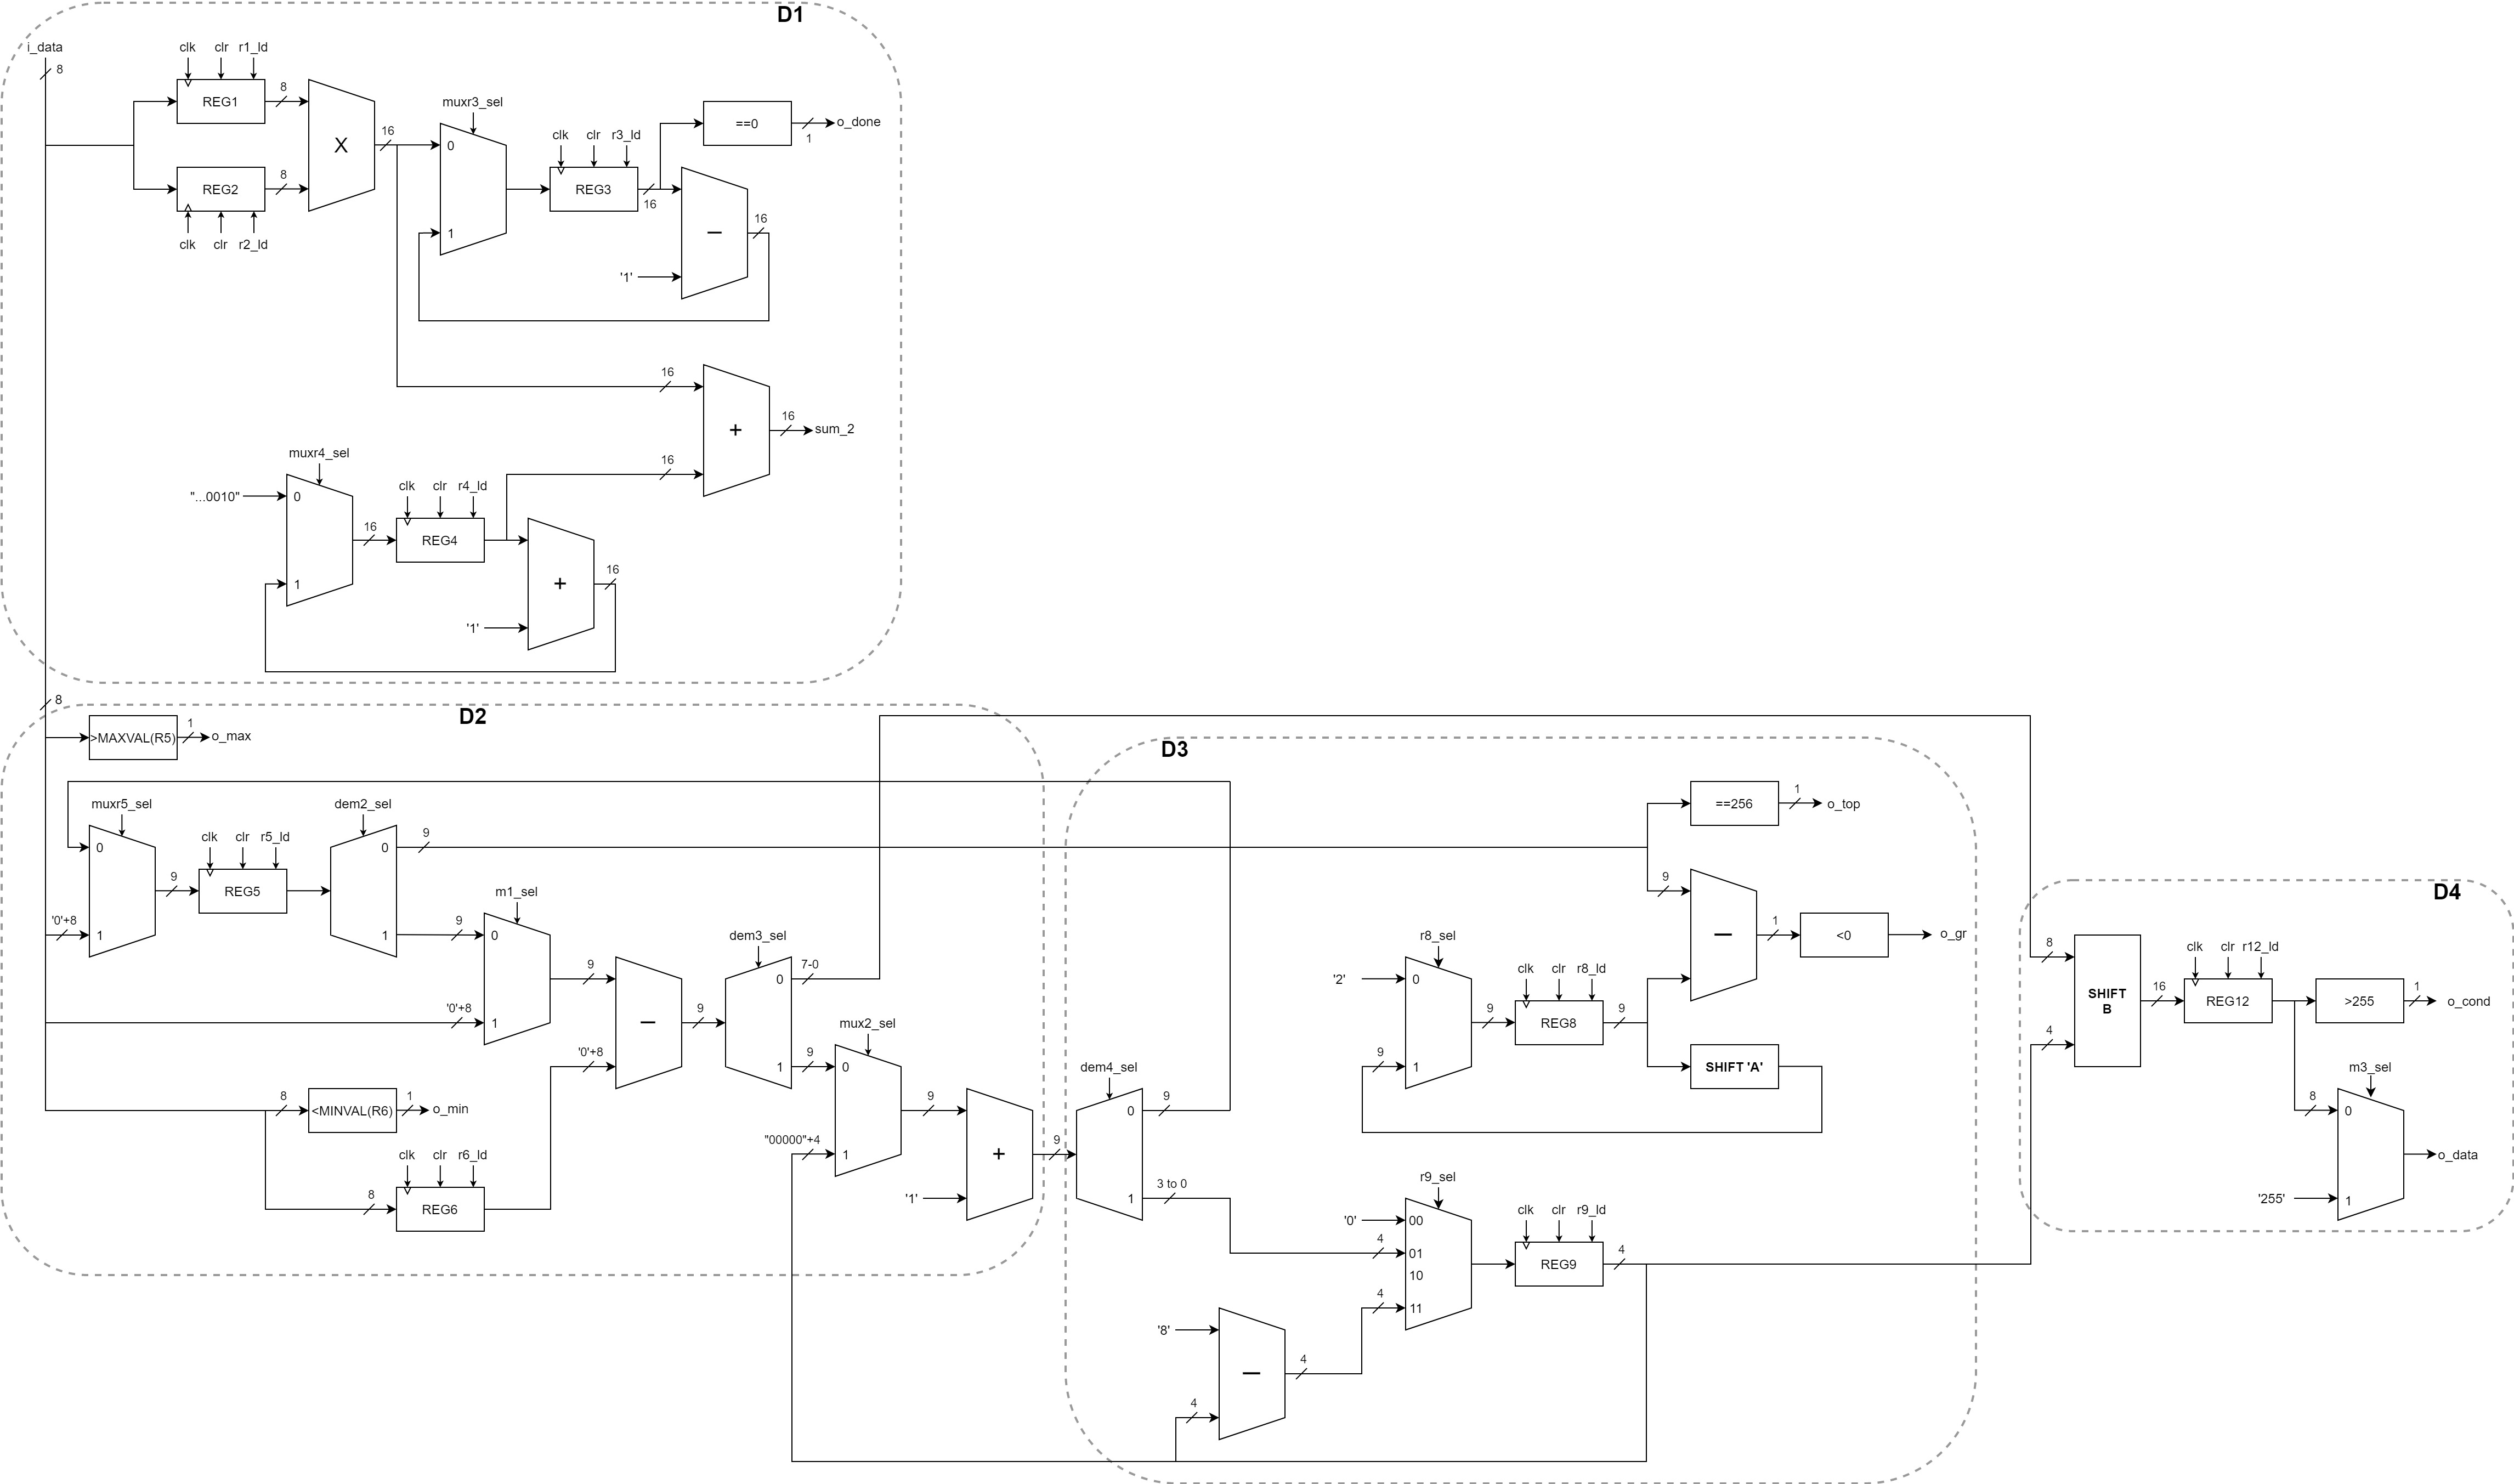 D1
i_data
8
clk clr r1_ld
REG1
8
REG2
8
clk clr r2_ld
X
16
muxr3_sel
0
1
clk clr r3_ld
REG3
16
==0
1
o_done
–
'1'
16
16
16
+
16
sum_2
muxr4_sel
"...0010"
0
1
16
clk clr r4_ld
REG4
+
'1'
16
8
D2
>MAXVAL(R5)
1
o_max
muxr5_sel
0
'0'+8
1
9
clk clr r5_ld
REG5
dem2_sel
0
1
9
9
m1_sel
0
'0'+8
1
9
'0'+8
–
9
8
<MINVAL(R6)
1
o_min
8
clk clr r6_ld
REG6
dem3_sel
0
7-0
1
9
mux2_sel
0
"00000"+4
1
9
'1'
+
9
D3
dem4_sel
0
9
1
3 to 0
==256
1
o_top
9
–
1
<0
o_gr
r8_sel
'2'
0
9
1
9
clk clr r8_ld
REG8
9
SHIFT 'A'
r9_sel
'0'
00
4
01
10
4
11
clk clr r9_ld
REG9
4
'8'
–
4
4
D4
8
4
SHIFT
B
16
clk clr r12_ld
REG12
>255
1
o_cond
m3_sel
8
0
'255'
1
o_data